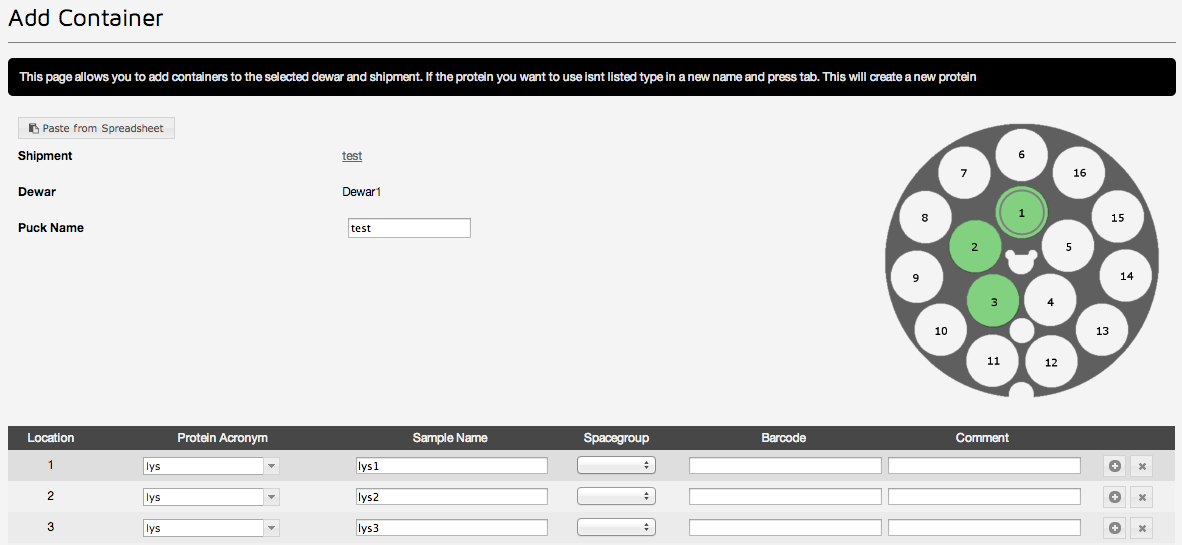 Add Container
This page allows you to add containers to the selected dewar and shipment. If the protein you want to use isnt listed type in a new name and press tab. This will create a new protein
Paste from Spreadsheet
Shipment test
Dewar Dewar1
Puck Name test
6
7 16
1
8 15
2 5
9 14
3 4
10 13
11 12
Location Protein Acronym Sample Name Spacegroup Barcode Comment
1 lys lys1
2 lys lys2
3 lys lys3